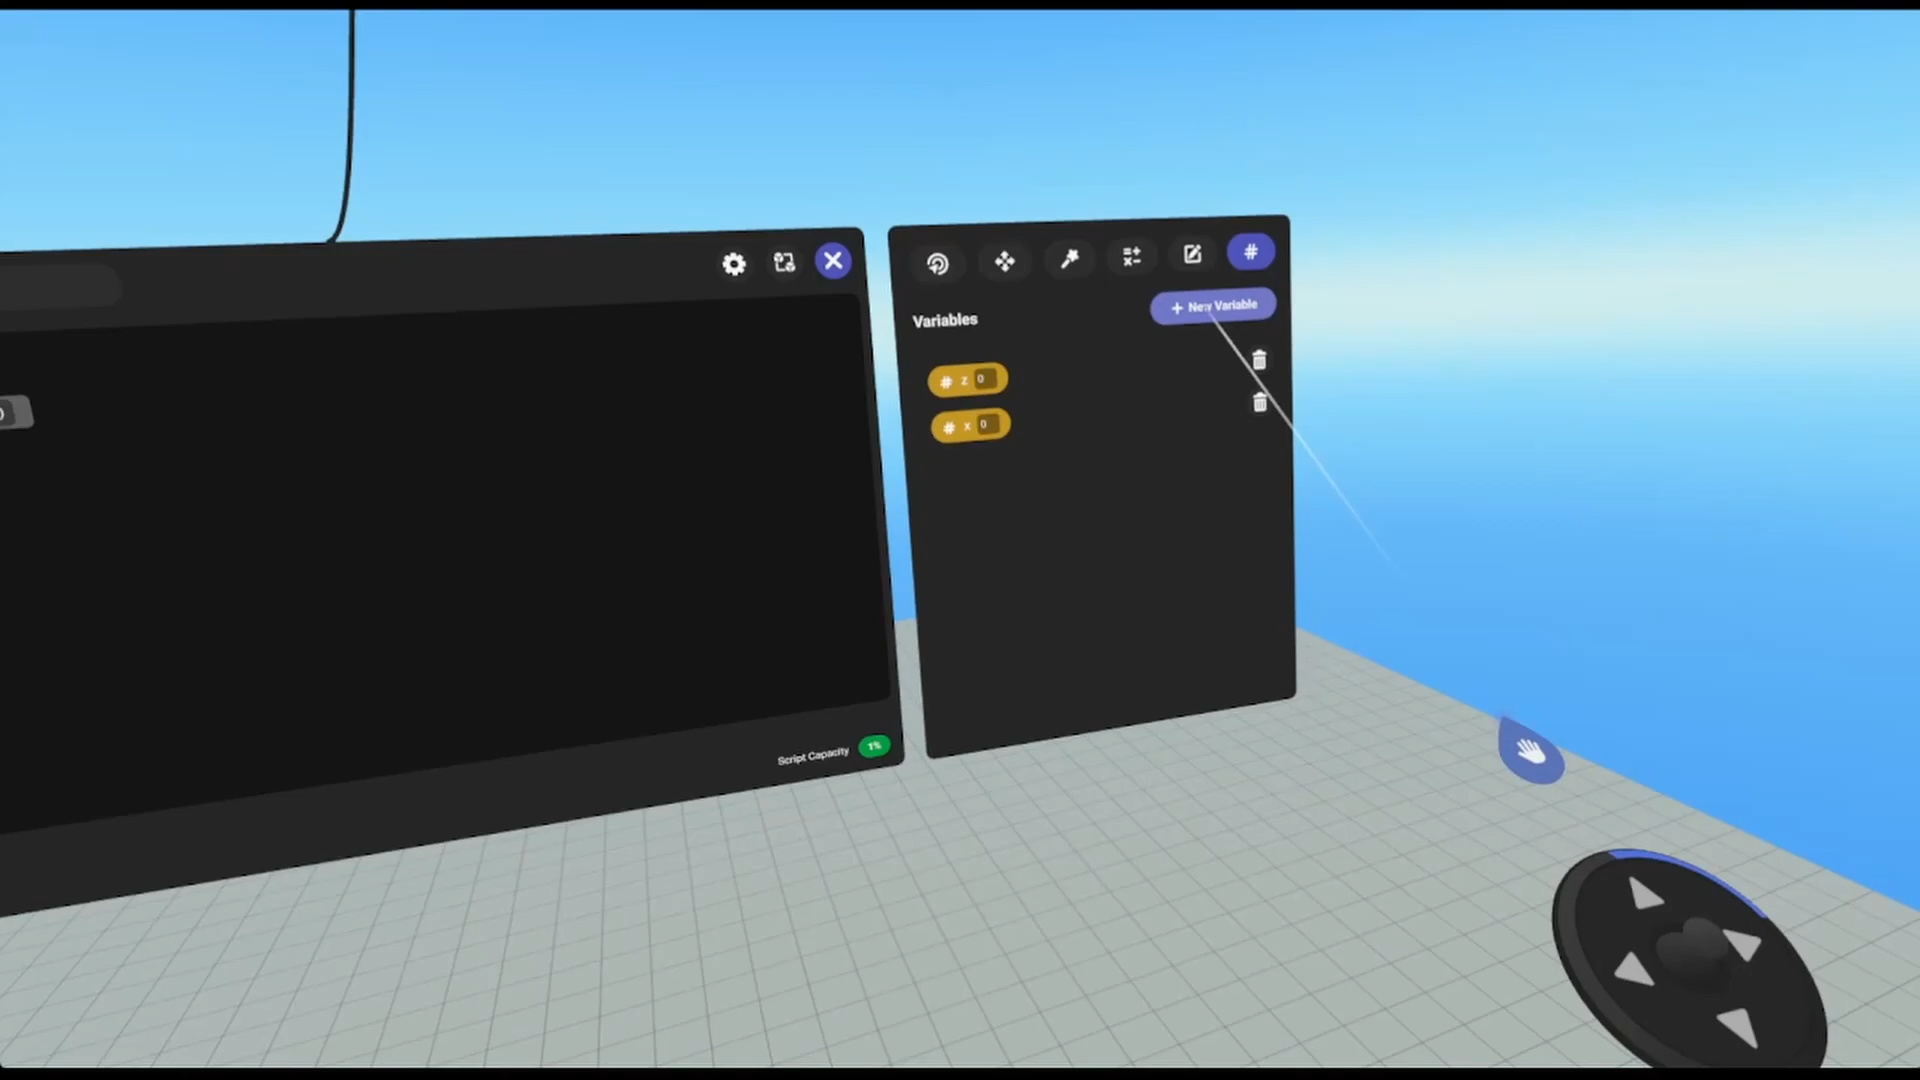 #
+ New Variable
Variables
# z 0
# x 0
Script Capacity 1%